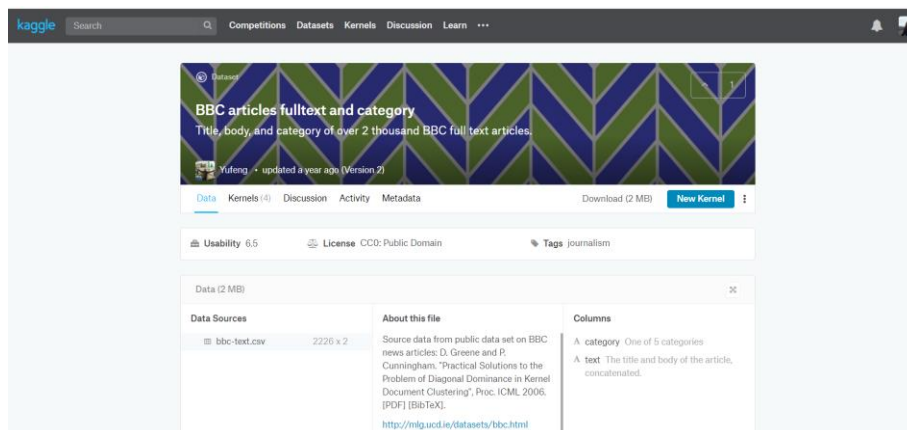 kaggle Search Competitions Datasets Kernels Discussion Learn •••
Dataset
1
BBC articles fulltext and category
Title, body, and category of over 2 thousand BBC full text articles.
Yufeng • updated a year ago (Version 2)
Data Kernels (4) Discussion Activity Metadata Download (2 MB) New Kernel
Usability 6.5 License CC0: Public Domain Tags journalism
Data (2 MB)
Data Sources
bbc-text.csv 2226 x 2
About this file
Source data from public data set on BBC
news articles: D. Greene and P.
Cunningham. "Practical Solutions to the
Problem of Diagonal Dominance in Kernel
Document Clustering", Proc. ICML 2006.
[PDF] [BibTeX].
http://mlg.ucd.ie/datasets/bbc.html
Columns
A category One of 5 categories
A text The title and body of the article,
concatenated.